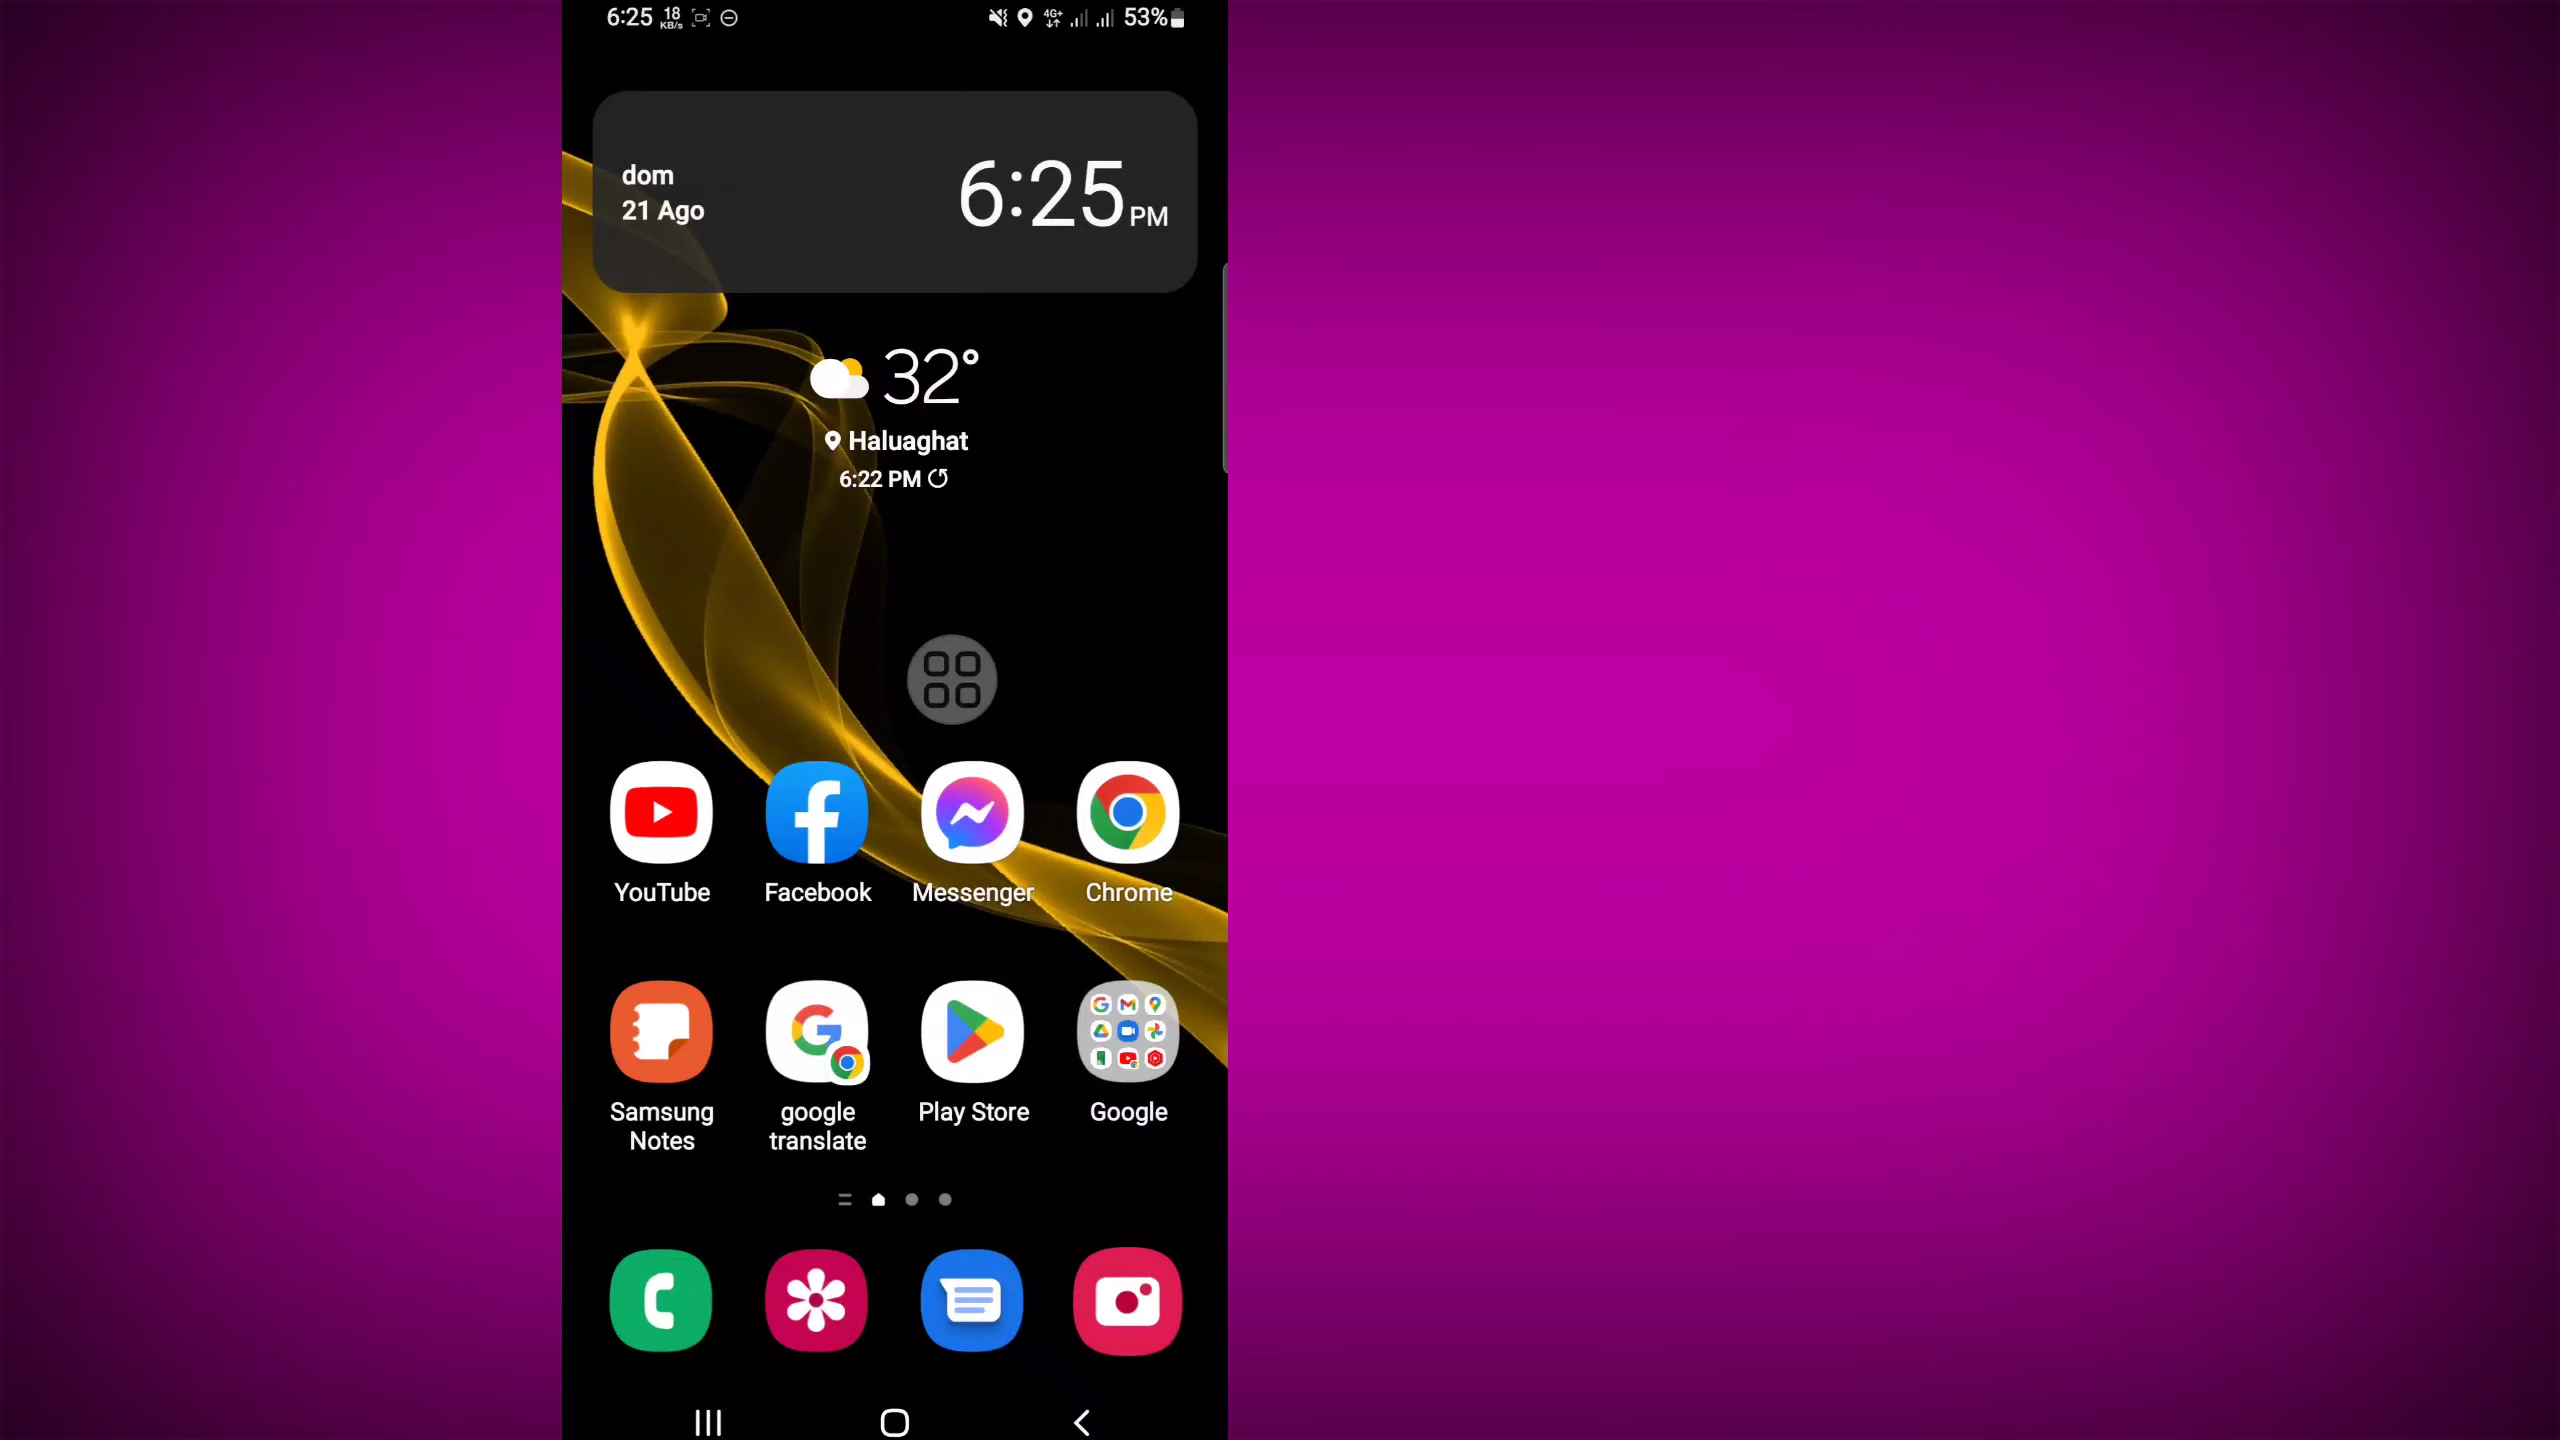 6:25 18 KB/s 4G+ 53%
dom
21 Ago
6:25 PM
32°
Haluaghat
6:22 PM
YouTube Facebook Messenger Chrome
Samsung Notes
google translate
Play Store
Google